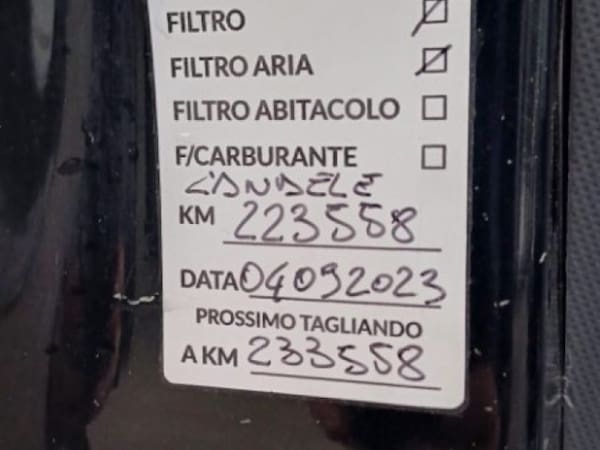 FILTRO
FILTRO ARIA
FILTRO ABITACOLO
F/CARBURANTE
CANDELE
KM 223558
DATA 04092023
PROSSIMO TAGLIANDO
A KM 233558